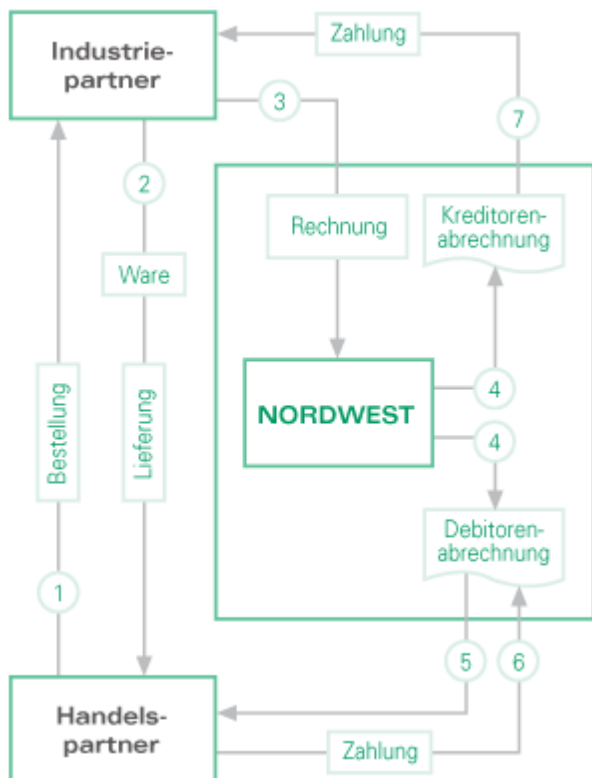 Industrie-
partner
Zahlung
3
7
2
Rechnung
Kreditoren-
abrechnung
Ware
NORDWEST
4
4
Bestellung
Lieferung
Debitoren-
abrechnung
1
5
6
Handels-
partner
Zahlung